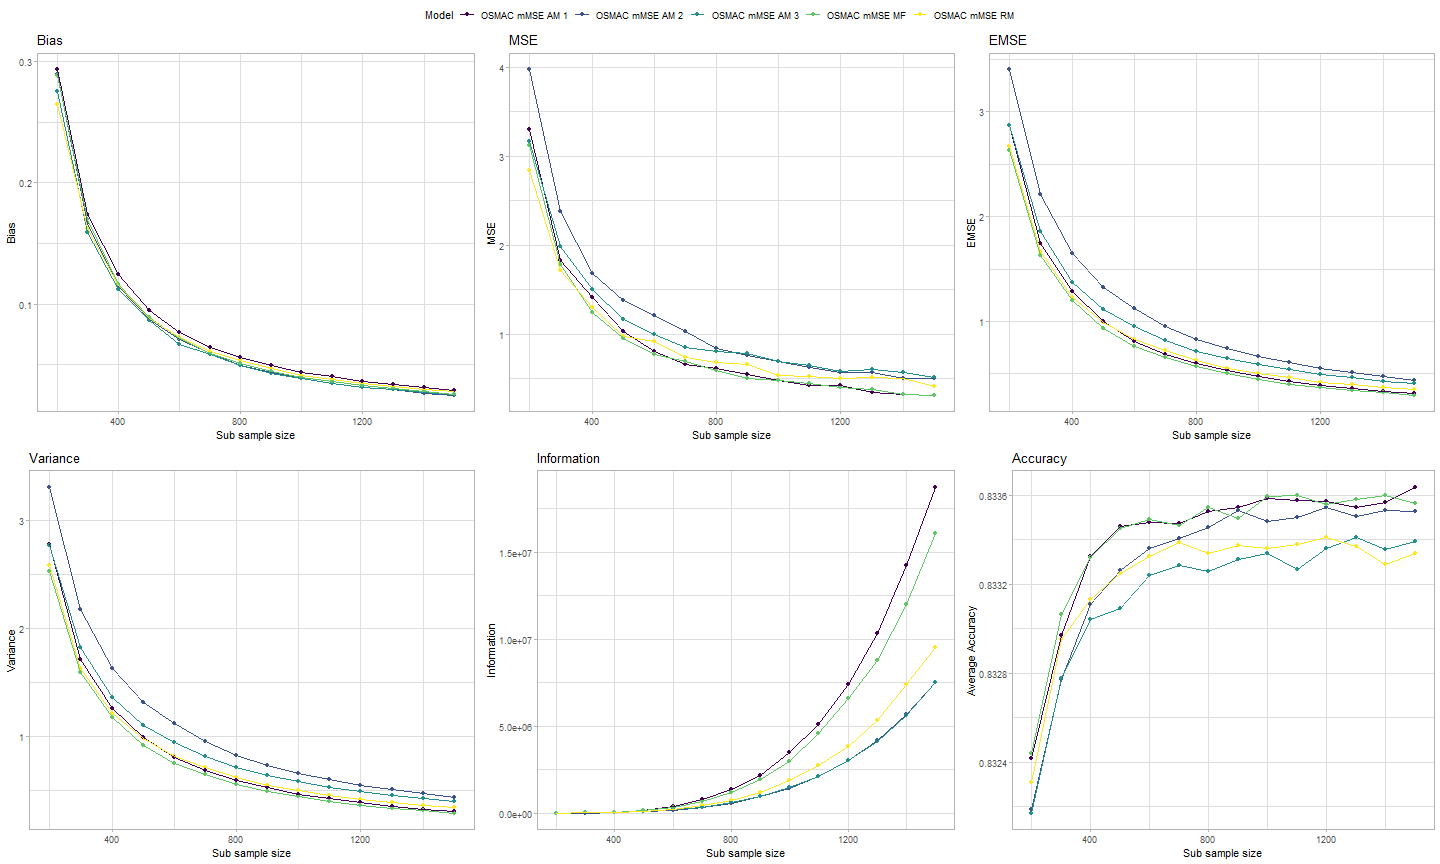 Model OSMAC mMSE AM 1 OSMAC mMSE AM 2 OSMAC mMSE AM 3 OSMAC mMSE MF OSMAC mMSE RM
Bias
0.3
0.2
0.1
Bias
400 1200
Sub sample size
MSE
4
3
2
1
MSE
400 1200
Sub sample size
EMSE
3
2
1
EMSE
400 1200
Sub sample size
Variance
3
2
1
Variance
400 800 1200
Sub sample size
Information
1.5e+07
1.0e+07
5.0e+06
0.0e+00
Information
400 800 1200
Sub sample size
Accuracy
0.8336
0.8332
0.8328
0.8324
Average Accuracy
400 800 1200
Sub sample size